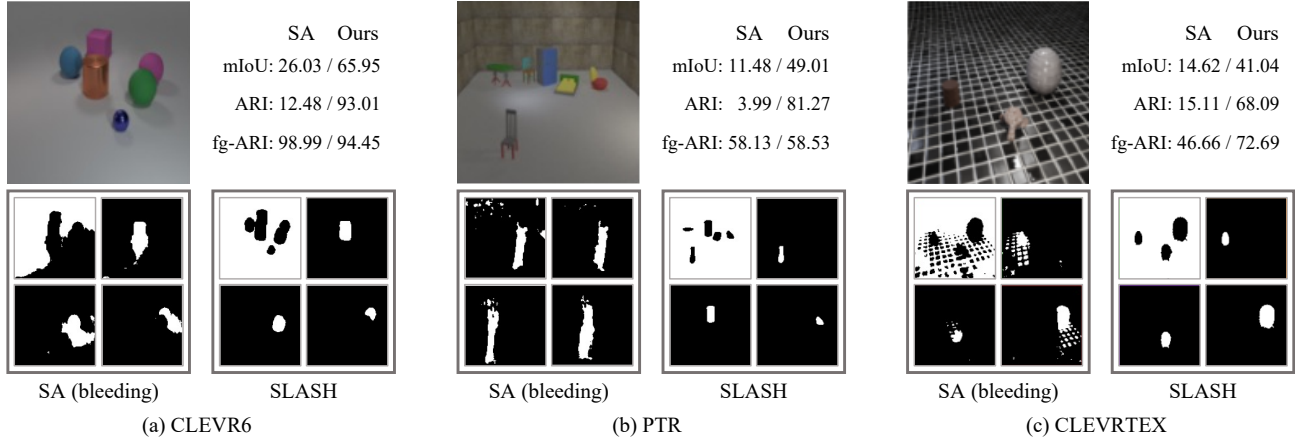 SA Ours
mIoU: 26.03 / 65.95
ARI: 12.48 / 93.01
fg-ARI: 98.99 / 94.45
SA (bleeding) SLASH
(a) CLEVR6
SA Ours
mIoU: 11.48 / 49.01
ARI: 3.99 / 81.27
fg-ARI: 58.13 / 58.53
SA (bleeding) SLASH
(b) PTR
SA Ours
mIoU: 14.62 / 41.04
ARI: 15.11 / 68.09
fg-ARI: 46.66 / 72.69
SA (bleeding) SLASH
(c) CLEVRTEX